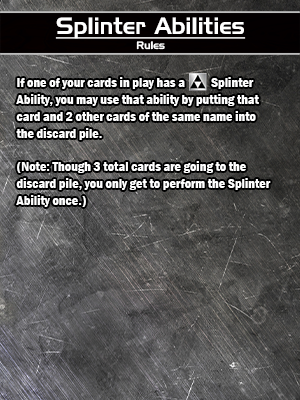 Splinter Abilities
Rules
If one of your cards in play has a Splinter
Ability, you may use that ability by putting that
card and 2 other cards of the same name into
the discard pile.
(Note: Though 3 total cards are going to the
discard pile, you only get to perform the Splinter
Ability once.)